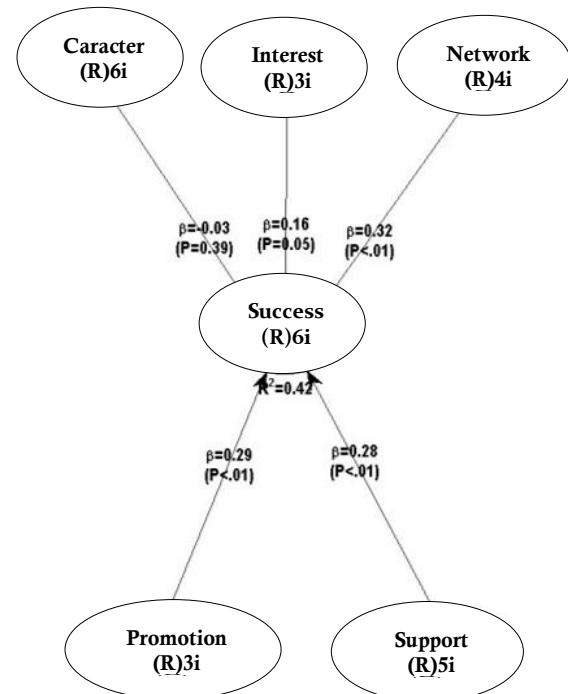 Caracter
(R)6i
Interest
(R)3i
Network
(R)4i
β=-0.03
(P=0.39)
β=0.16
(P=0.05)
β=0.32
(P<.01)
Success
(R)6i
R²=0.42
β=0.29
(P<.01)
β=0.28
(P<.01)
Promotion
(R)3i
Support
(R)5i